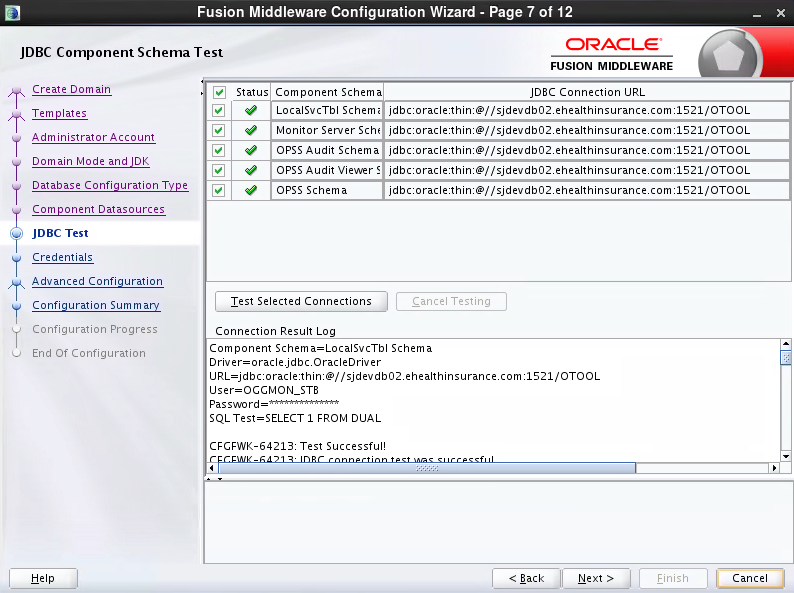 Fusion Middleware Configuration Wizard - Page 7 of 12
JDBC Component Schema Test
ORACLE
FUSION MIDDLEWARE
Create Domain
Templates
Administrator Account
Domain Mode and JDK
Database Configuration Type
Component Datasources
JDBC Test
Credentials
Advanced Configuration
Configuration Summary
Configuration Progress
End Of Configuration
Status Component Schema JDBC Connection URL
LocalSvcTbl Schema jdbc:oracle:thin:@//sjdevdb02.ehealthinsurance.com:1521/OTOOL
Monitor Server Sche jdbc:oracle:thin:@//sjdevdb02.ehealthinsurance.com:1521/OTOOL
OPSS Audit Schema jdbc:oracle:thin:@//sjdevdb02.ehealthinsurance.com:1521/OTOOL
OPSS Audit Viewer S jdbc:oracle:thin:@//sjdevdb02.ehealthinsurance.com:1521/OTOOL
OPSS Schema jdbc:oracle:thin:@//sjdevdb02.ehealthinsurance.com:1521/OTOOL
Test Selected Connections Cancel Testing
Connection Result Log
Component Schema=LocalSvcTbl Schema
Driver=oracle.jdbc.OracleDriver
URL=jdbc:oracle:thin:@//sjdevdb02.ehealthinsurance.com:1521/OTOOL
User=OGGMON_STB
Password=**************
SQL Test=SELECT 1 FROM DUAL
CFGFWK-64213: Test Successful!
CFGFWK-64213: JDBC connection test was successful.
Help < Back Next > Finish Cancel